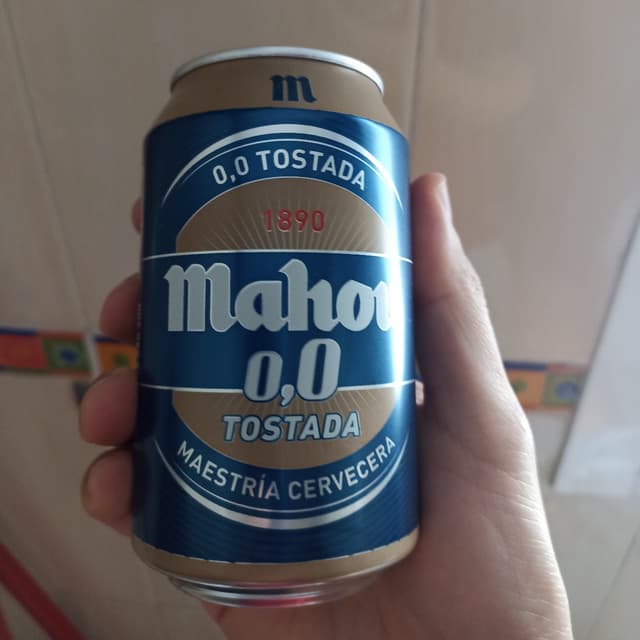 m
0,0 TOSTADA
1890
Mahou
0,0
TOSTADA
MAESTRÍA CERVECERA